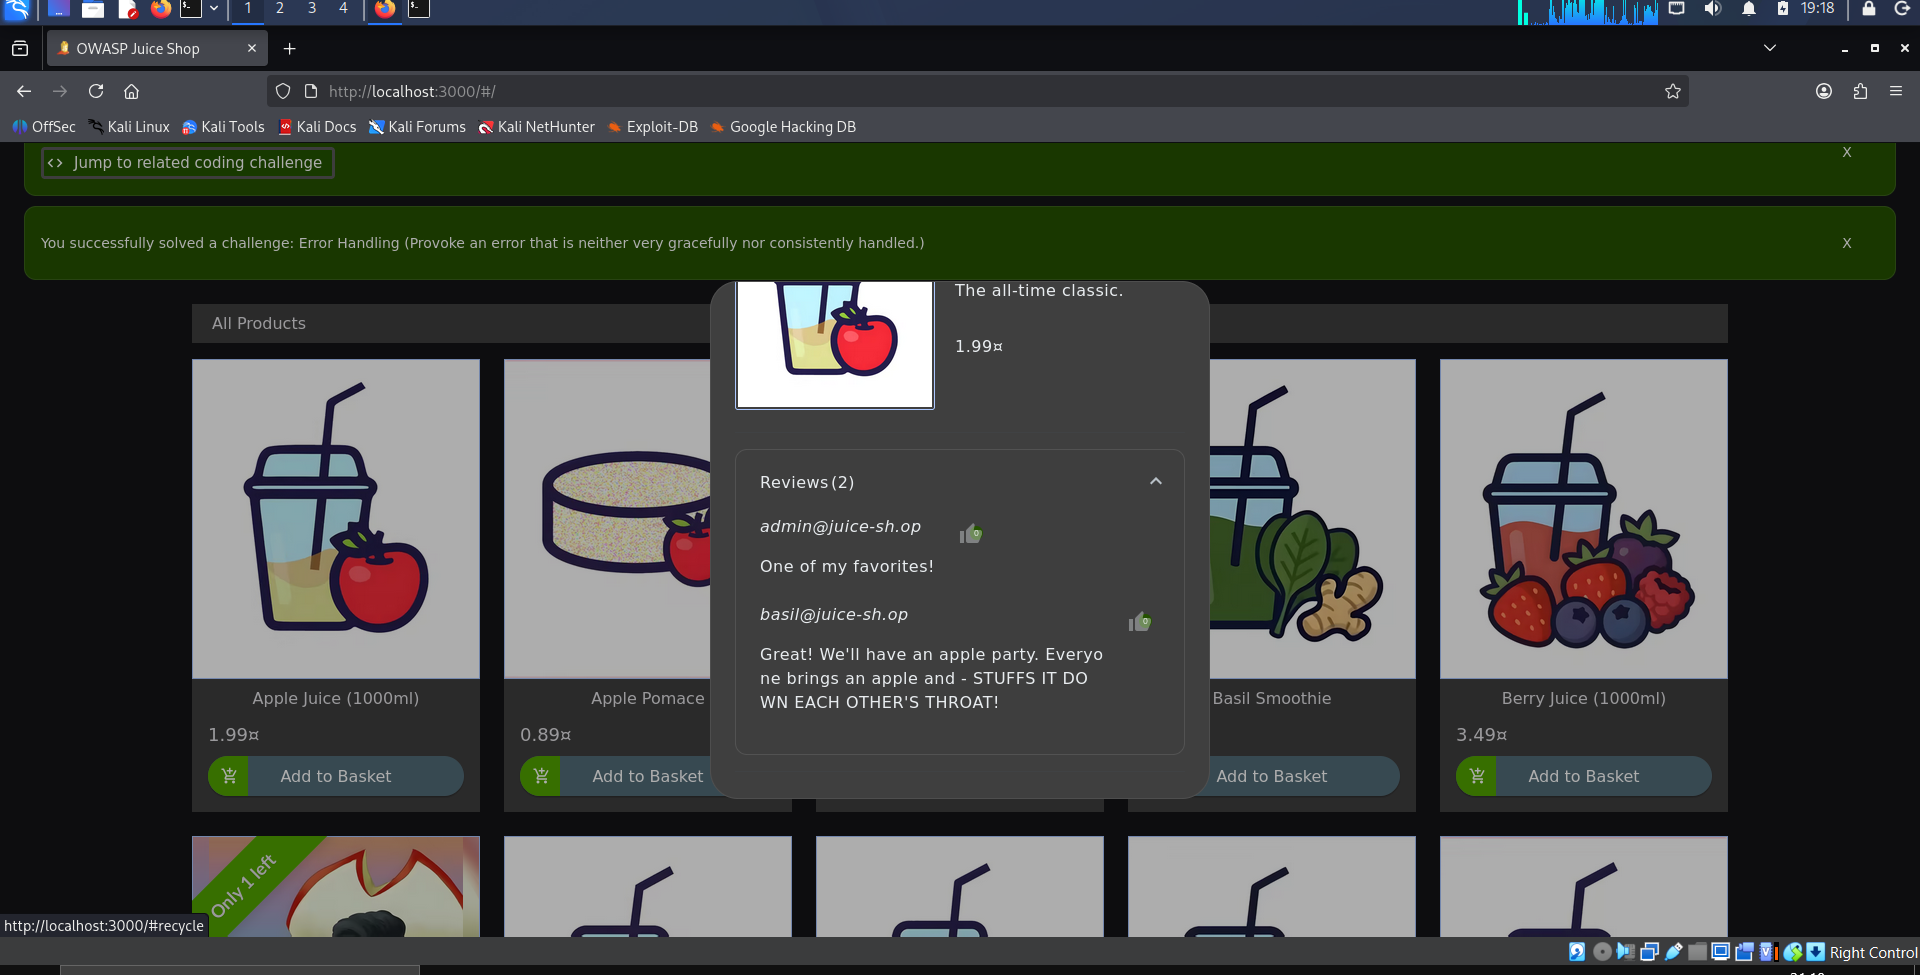 1 2 3 4
19:18
OWASP Juice Shop
http://localhost:3000/#/
OffSec Kali Linux Kali Tools Kali Docs Kali Forums Kali NetHunter Exploit-DB Google Hacking DB
<> Jump to related coding challenge X
You successfully solved a challenge: Error Handling (Provoke an error that is neither very gracefully nor consistently handled.) X
All Products
The all-time classic.
1.99¤
Reviews (2)
admin@juice-sh.op 0
One of my favorites!
basil@juice-sh.op 0
Great! We'll have an apple party. Everyo
ne brings an apple and - STUFFS IT DO
WN EACH OTHER'S THROAT!
Apple Juice (1000ml)
1.99¤
Add to Basket
Apple Pomace
0.89¤
Add to Basket
Basil Smoothie
Add to Basket
Berry Juice (1000ml)
3.49¤
Add to Basket
Only 1 left
http://localhost:3000/#recycle
Right Control